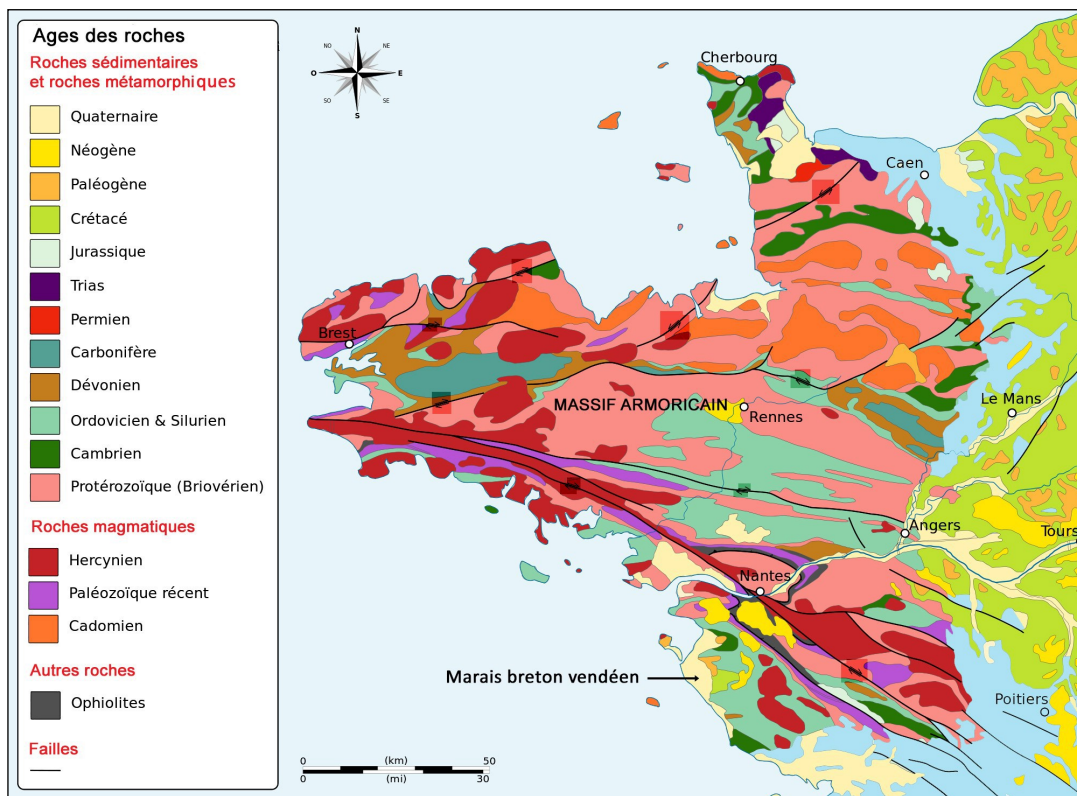 Ages des roches
Roches sédimentaires
et roches métamorphiques
Quaternaire
Néogène
Paléogène
Crétacé
Jurassique
Trias
Permien
Carbonifère
Dévonien
Ordovicien & Silurien
Cambrien
Protérozoïque (Briovérien)
Roches magmatiques
Hercynien
Paléozoïque récent
Cadomien
Autres roches
Ophiolites
Failles
N
NO
NE
O
E
SO
SE
S
Cherbourg
Caen
Brest
MASSIF ARMORICAIN
Rennes
Le Mans
Angers
Tours
Nantes
Marais breton vendéen
Poitiers
0 (km) 50
0 (mi) 30